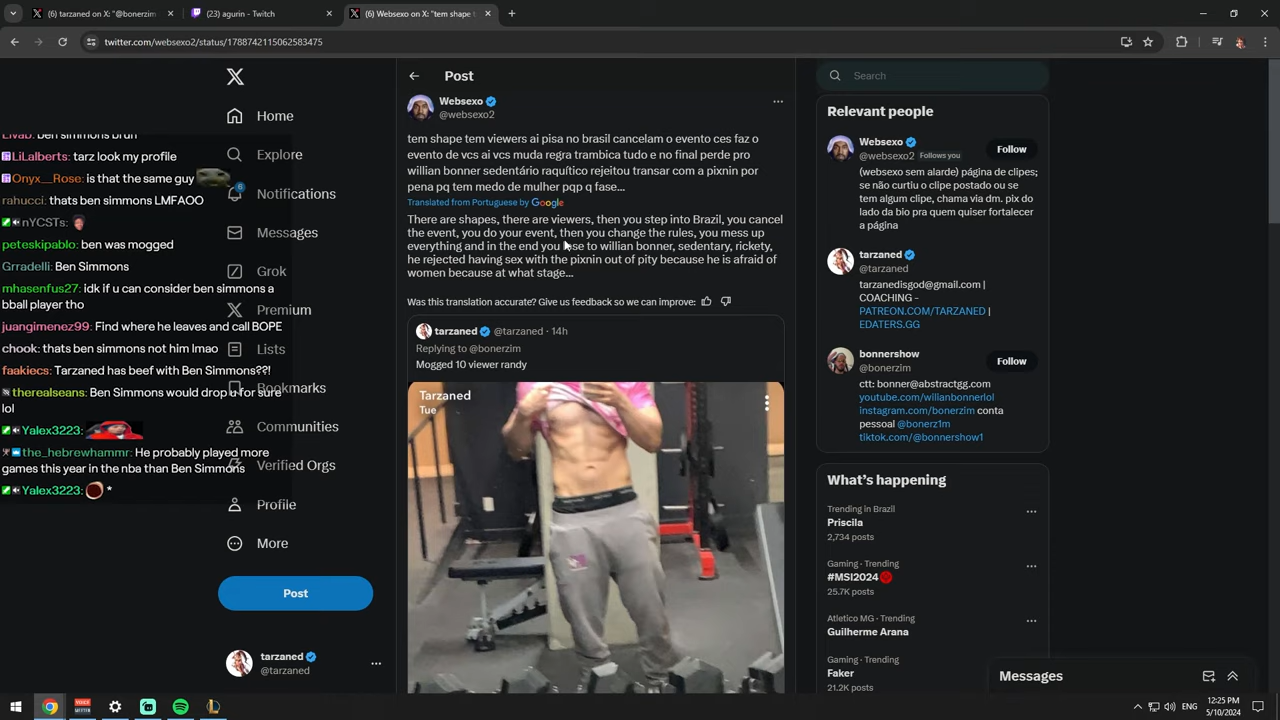 (6) tarzaned on X: "@bonerzim
(23) agurin - Twitch
(6) Websexo on X: "tem shape t
twitter.com/websexo2/status/1788742115062583475
Home
Explore
Notifications
6
Messages
Grok
Premium
Lists
Bookmarks
Communities
Verified Orgs
Profile
More
Post
tarzaned
@tarzaned
ben simmons bruh
LiLalberts: tarz look my profile
Onyx__Rose: is that the same guy
rahucci: thats ben simmons LMFAOO
nYCSTs:
peteskipablo: ben was mogged
Grradelli: Ben Simmons
mhasenfus27: idk if u can consider ben simmons a
bball player tho
juangimenez99: Find where he leaves and call BOPE
chook: thats ben simmons not him lmao
faakiecs: Tarzaned has beef with Ben Simmons??!
therealseans: Ben Simmons would drop u for sure
lol
Yalex3223:
the_hebrewhammr: He probably played more
games this year in the nba than Ben Simmons
Yalex3223: *
Post
Websexo
@websexo2
tem shape tem viewers ai pisa no brasil cancelam o evento ces faz o
evento de vcs ai vcs muda regra trambica tudo e no final perde pro
willian bonner sedentário raquítico rejeitou transar com a pixnin por
pena pq tem medo de mulher pqp q fase...
Translated from Portuguese by Google
There are shapes, there are viewers, then you step into Brazil, you cancel
the event, you do your event, then you change the rules, you mess up
everything and in the end you lose to willian bonner, sedentary, rickety,
he rejected having sex with the pixnin out of pity because he is afraid of
women because at what stage...
Was this translation accurate? Give us feedback so we can improve:
tarzaned @tarzaned · 14h
Replying to @bonerzim
Mogged 10 viewer randy
Tarzaned
Tue
Search
Relevant people
Websexo
@websexo2 Follows you
Follow
(websexo sem alarde) página de clipes;
se não curtiu o clipe postado ou se
tem algum clipe, chama via dm. pix do
lado da bio pra quem quiser fortalecer
a página
tarzaned
@tarzaned
tarzanedisgod@gmail.com |
COACHING -
PATREON.COM/TARZANED |
EDATERS.GG
bonnershow
@bonerzim
Follow
ctt: bonner@abstractgg.com
youtube.com/wilianbonnerlol
instagram.com/bonerzim conta
pessoal @bonerz1m
tiktok.com/@bonnershow1
What's happening
Trending in Brazil
Priscila
2,734 posts
Gaming · Trending
#MSI2024
25.7K posts
Atletico MG · Trending
Guilherme Arana
Gaming · Trending
Faker
21.2K posts
Messages
ENG
12:25 PM
5/10/2024